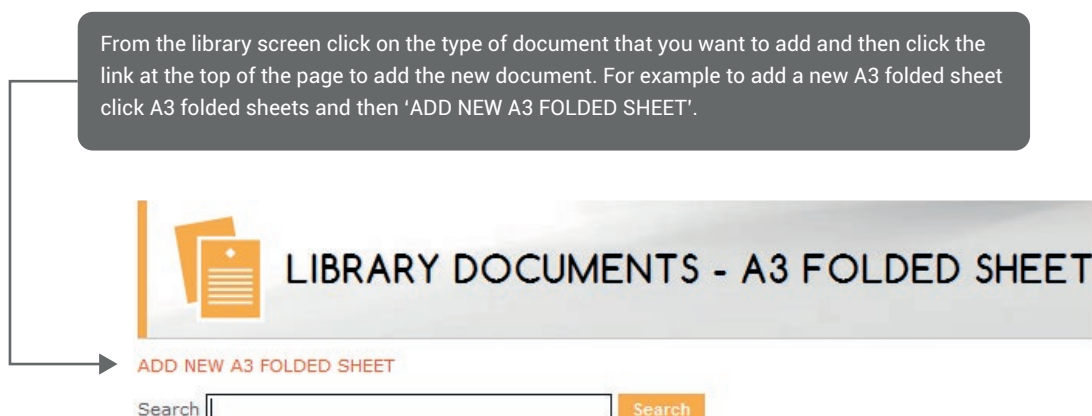 From the library screen click on the type of document that you want to add and then click the
link at the top of the page to add the new document. For example to add a new A3 folded sheet
click A3 folded sheets and then ‘ADD NEW A3 FOLDED SHEET’.
LIBRARY DOCUMENTS - A3 FOLDED SHEET
ADD NEW A3 FOLDED SHEET
Search Search